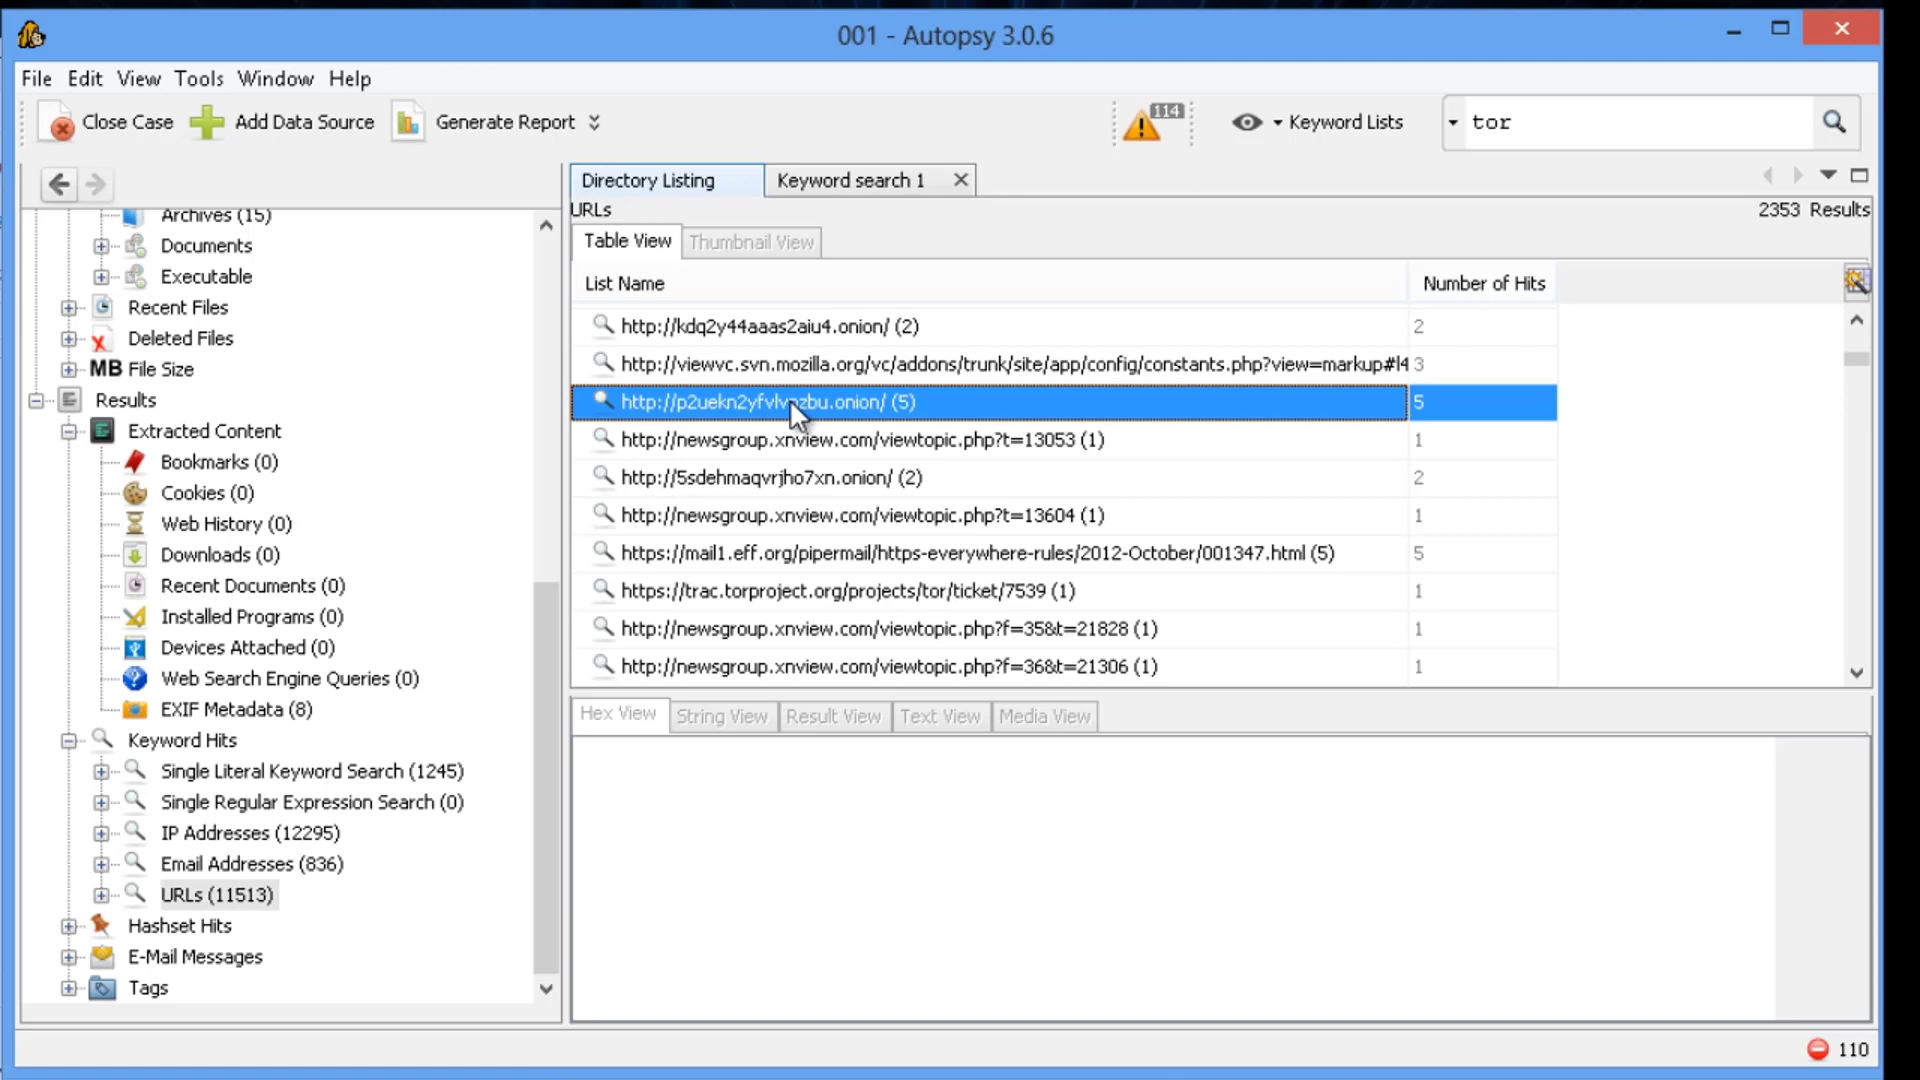 001 - Autopsy 3.0.6
File Edit View Tools Window Help
Close Case Add Data Source Generate Report 114 Keyword Lists tor
Directory Listing Keyword search 1
URLs 2353 Results
Table View Thumbnail View
List Name Number of Hits
http://kdq2y44aaas2aiu4.onion/ (2) 2
http://viewvc.svn.mozilla.org/vc/addons/trunk/site/app/config/constants.php?view=markup#l4 3
(5) 5
http://newsgroup.xnview.com/viewtopic.php?t=13053 (1) 1
http://5sdehmaqvrjho7xn.onion/ (2) 2
http://newsgroup.xnview.com/viewtopic.php?t=13604 (1) 1
https://mail1.eff.org/pipermail/https-everywhere-rules/2012-October/001347.html (5) 5
https://trac.torproject.org/projects/tor/ticket/7539 (1) 1
http://newsgroup.xnview.com/viewtopic.php?f=35&t=21828 (1) 1
http://newsgroup.xnview.com/viewtopic.php?f=36&t=21306 (1) 1
Hex View String View Result View Text View Media View
Archives (15)
Documents
Executable
Recent Files
Deleted Files
MB File Size
Results
Extracted Content
Bookmarks (0)
Cookies (0)
Web History (0)
Downloads (0)
Recent Documents (0)
Installed Programs (0)
Devices Attached (0)
Web Search Engine Queries (0)
EXIF Metadata (8)
Keyword Hits
Single Literal Keyword Search (1245)
Single Regular Expression Search (0)
IP Addresses (12295)
Email Addresses (836)
URLs (11513)
Hashset Hits
E-Mail Messages
Tags
110